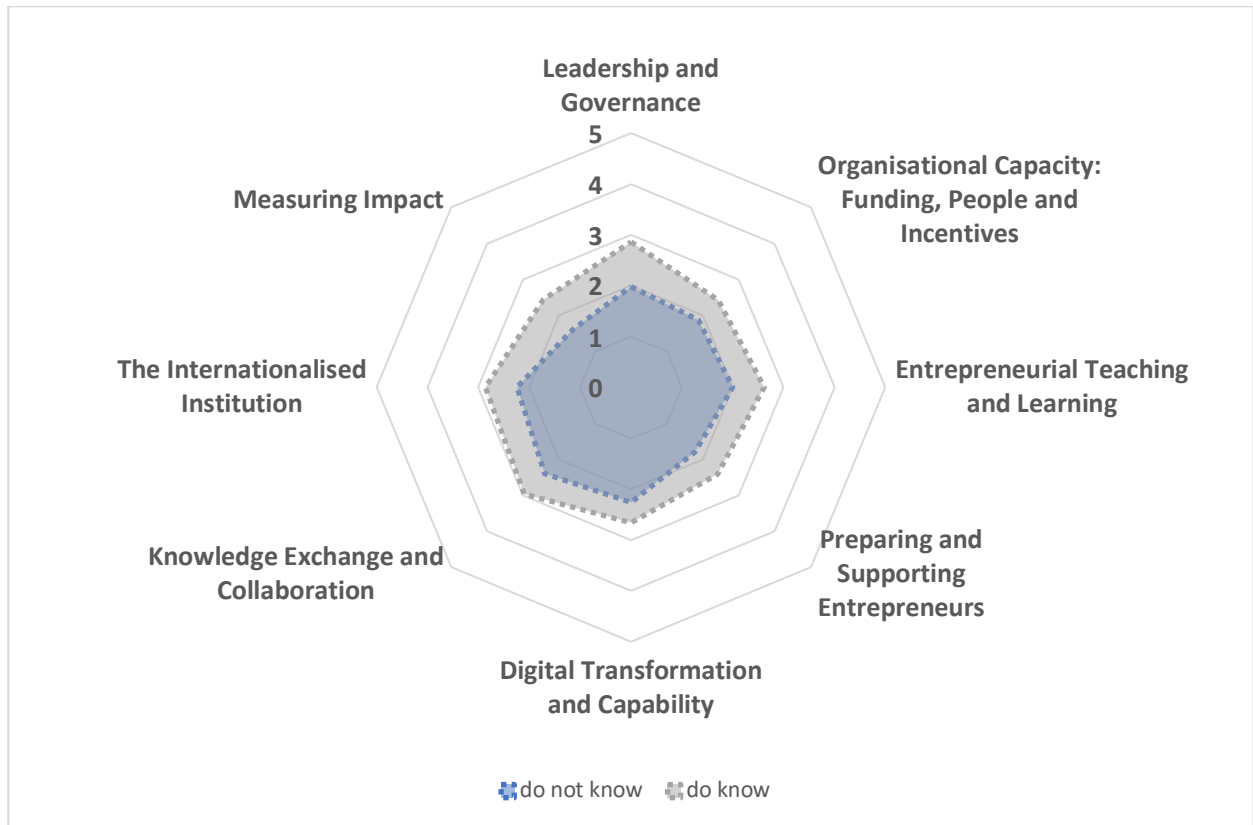 Leadership and
Governance
5
4
3
2
1
0
Organisational Capacity:
Funding, People and
Incentives
Entrepreneurial Teaching
and Learning
Preparing and
Supporting
Entrepreneurs
Digital Transformation
and Capability
Knowledge Exchange and
Collaboration
The Internationalised
Institution
Measuring Impact
do not know
do know